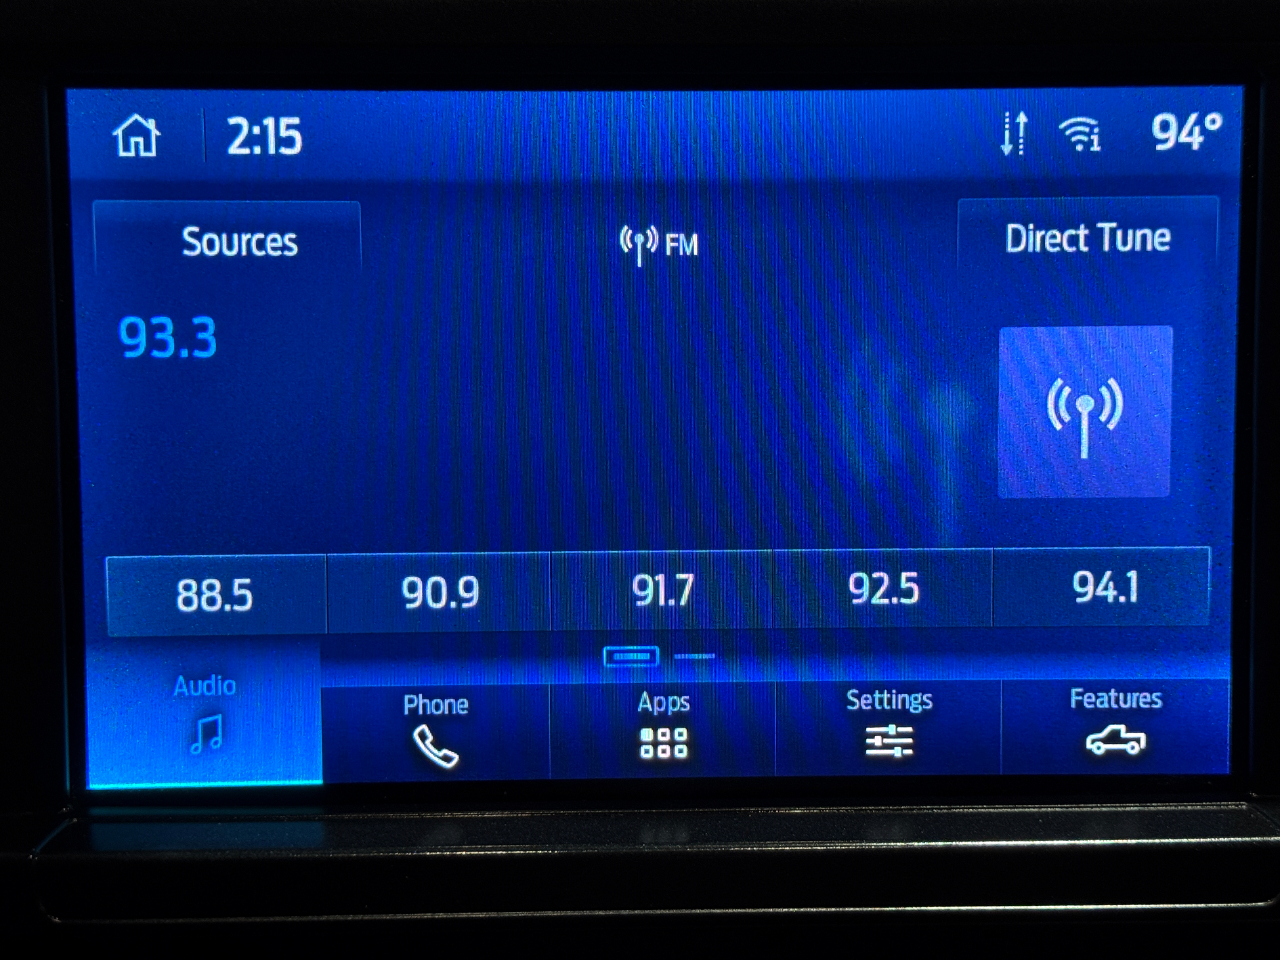 2:15 94°
Sources FM Direct Tune
93.3
88.5 90.9 91.7 92.5 94.1
Audio Phone Apps Settings Features